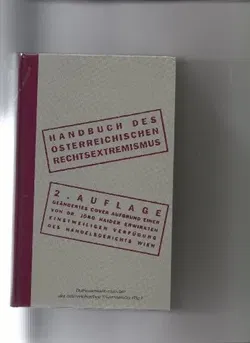 HANDBUCH DES
ÖSTERREICHISCHEN
RECHTSEXTREMISMUS
2. AUFLAGE
GEÄNDERTES COVER AUFGRUND EINER
VON DR. JÖRG HAIDER ERWIRKTEN
EINSTWEILIGEN VERFÜGUNG
DES HANDELSGERICHTS WIEN